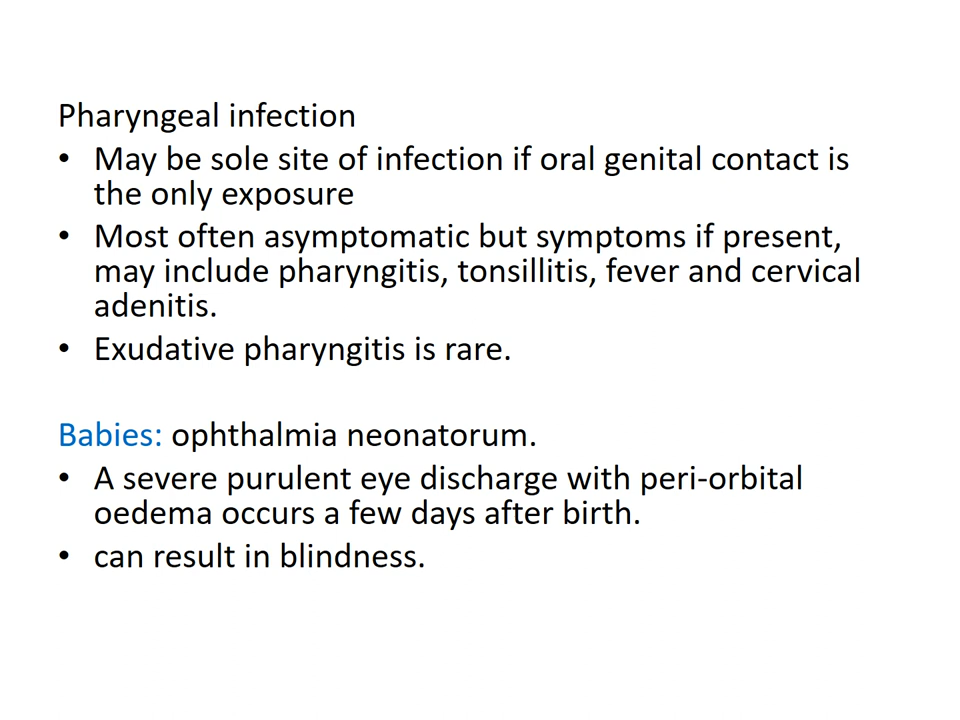 Pharyngeal infection
• May be sole site of infection if oral genital contact is
the only exposure
• Most often asymptomatic but symptoms if present,
may include pharyngitis, tonsillitis, fever and cervical
adenitis.
• Exudative pharyngitis is rare.
Babies: ophthalmia neonatorum.
• A severe purulent eye discharge with peri-orbital
oedema occurs a few days after birth.
• can result in blindness.